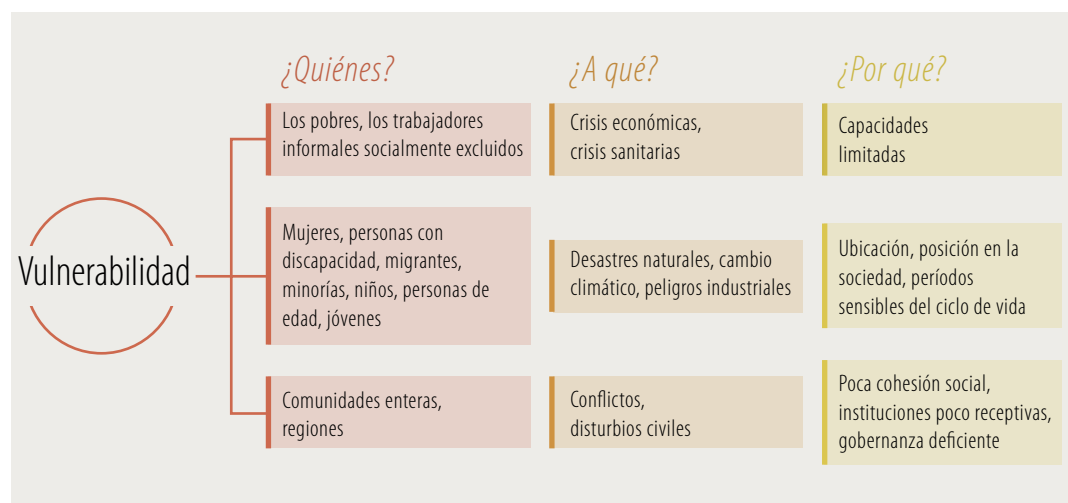 ¿Quiénes?
¿A qué?
¿Por qué?
Los pobres, los trabajadores
informales socialmente excluidos
Crisis económicas,
crisis sanitarias
Capacidades
limitadas
Vulnerabilidad
Mujeres, personas con
discapacidad, migrantes,
minorías, niños, personas de
edad, jóvenes
Desastres naturales, cambio
climático, peligros industriales
Ubicación, posición en la
sociedad, períodos
sensibles del ciclo de vida
Comunidades enteras,
regiones
Conflictos,
disturbios civiles
Poca cohesión social,
instituciones poco receptivas,
gobernanza deficiente